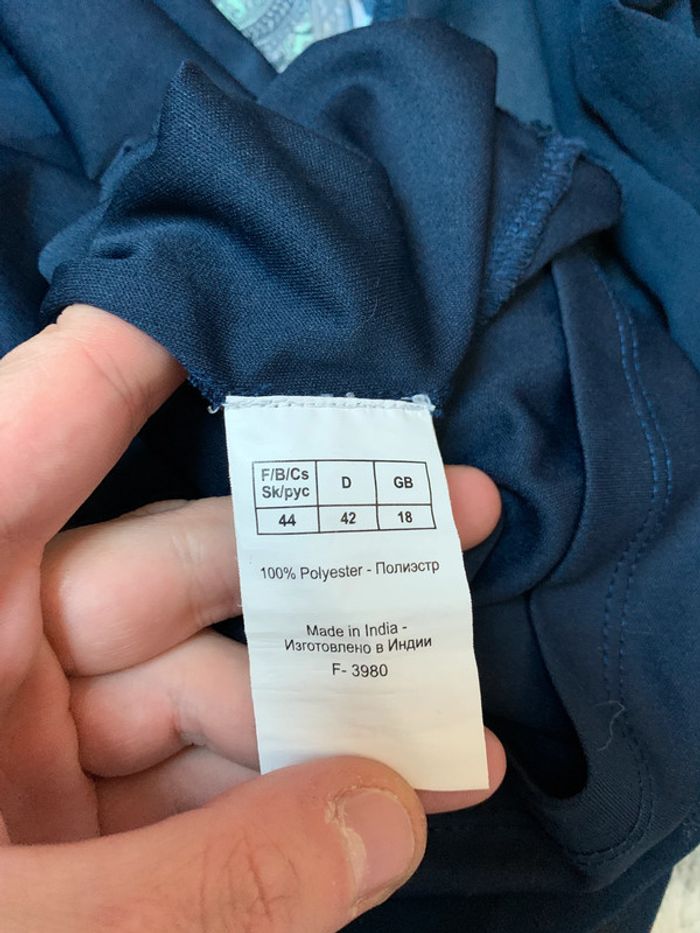 F/B/Cs D GB
Sk/рус
44 42 18
100% Polyester - Полиэстр
Made in India -
Изготовлено в Индии
F- 3980